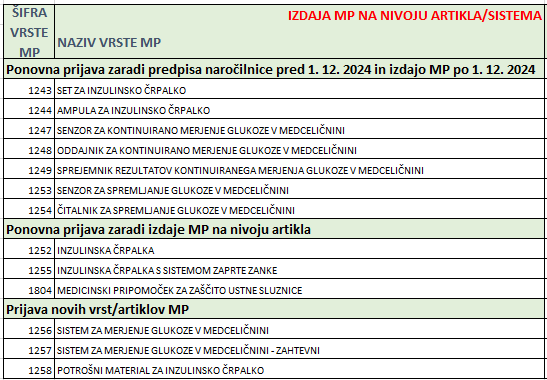 ŠIFRA
VRSTE
MP
NAZIV VRSTE MP
IZDAJA MP NA NIVOJU ARTIKLA/SISTEMA
Ponovna prijava zaradi predpisa naročilnice pred 1. 12. 2024 in izdajo MP po 1. 12. 2024
1243 SET ZA INZULINSKO ČRPALKO
1244 AMPULA ZA INZULINSKO ČRPALKO
1247 SENZOR ZA KONTINUIRANO MERJENJE GLUKOZE V MEDCELIČNINI
1248 ODDAJNIK ZA KONTINUIRANO MERJENJE GLUKOZE V MEDCELIČNINI
1249 SPREJEMNIK REZULTATOV KONTINUIRANEGA MERJENJA GLUKOZE V MEDCELIČNINI
1253 SENZOR ZA SPREMLJANJE GLUKOZE V MEDCELIČNINI
1254 ČITALNIK ZA SPREMLJANJE GLUKOZE V MEDCELIČNINI
Ponovna prijava zaradi izdaje MP na nivoju artikla
1252 INZULINSKA ČRPALKA
1255 INZULINSKA ČRPALKA S SISTEMOM ZAPRTE ZANKE
1804 MEDICINSKI PRIPOMOČEK ZA ZAŠČITO USTNE SLUZNICE
Prijava novih vrst/artiklov MP
1256 SISTEM ZA MERJENJE GLUKOZE V MEDCELIČNINI
1257 SISTEM ZA MERJENJE GLUKOZE V MEDCELIČNINI - ZAHTEVNI
1258 POTROŠNI MATERIAL ZA INZULINSKO ČRPALKO